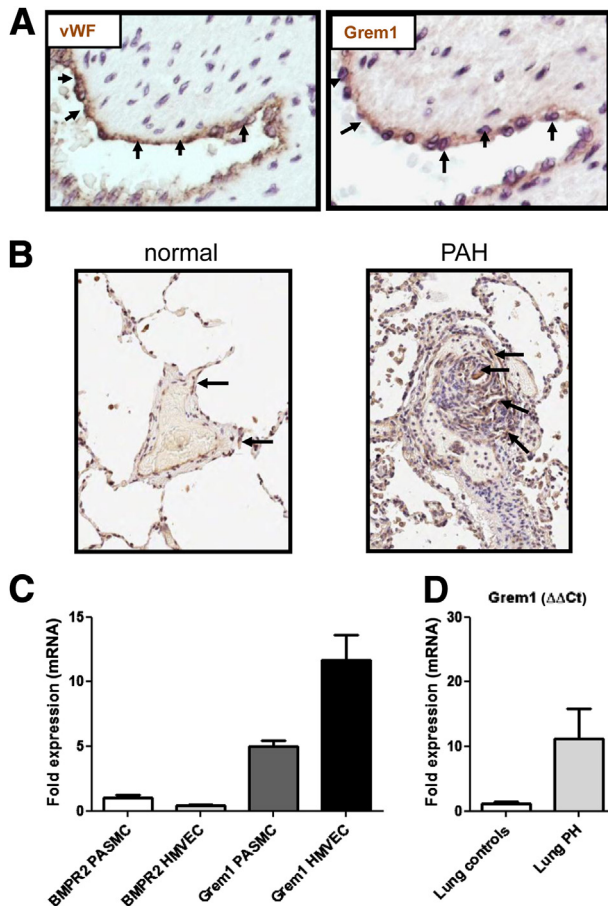 A
vWF
Grem1
B
normal
PAH
C
Fold expression (mRNA)
15
10
5
0
BMPR2 PASMC
BMPR2 HMVEC
Grem1 PASMC
Grem1 HMVEC
D
Grem1 (ΔΔCt)
Fold expression (mRNA)
30
20
10
0
Lung controls
Lung PH